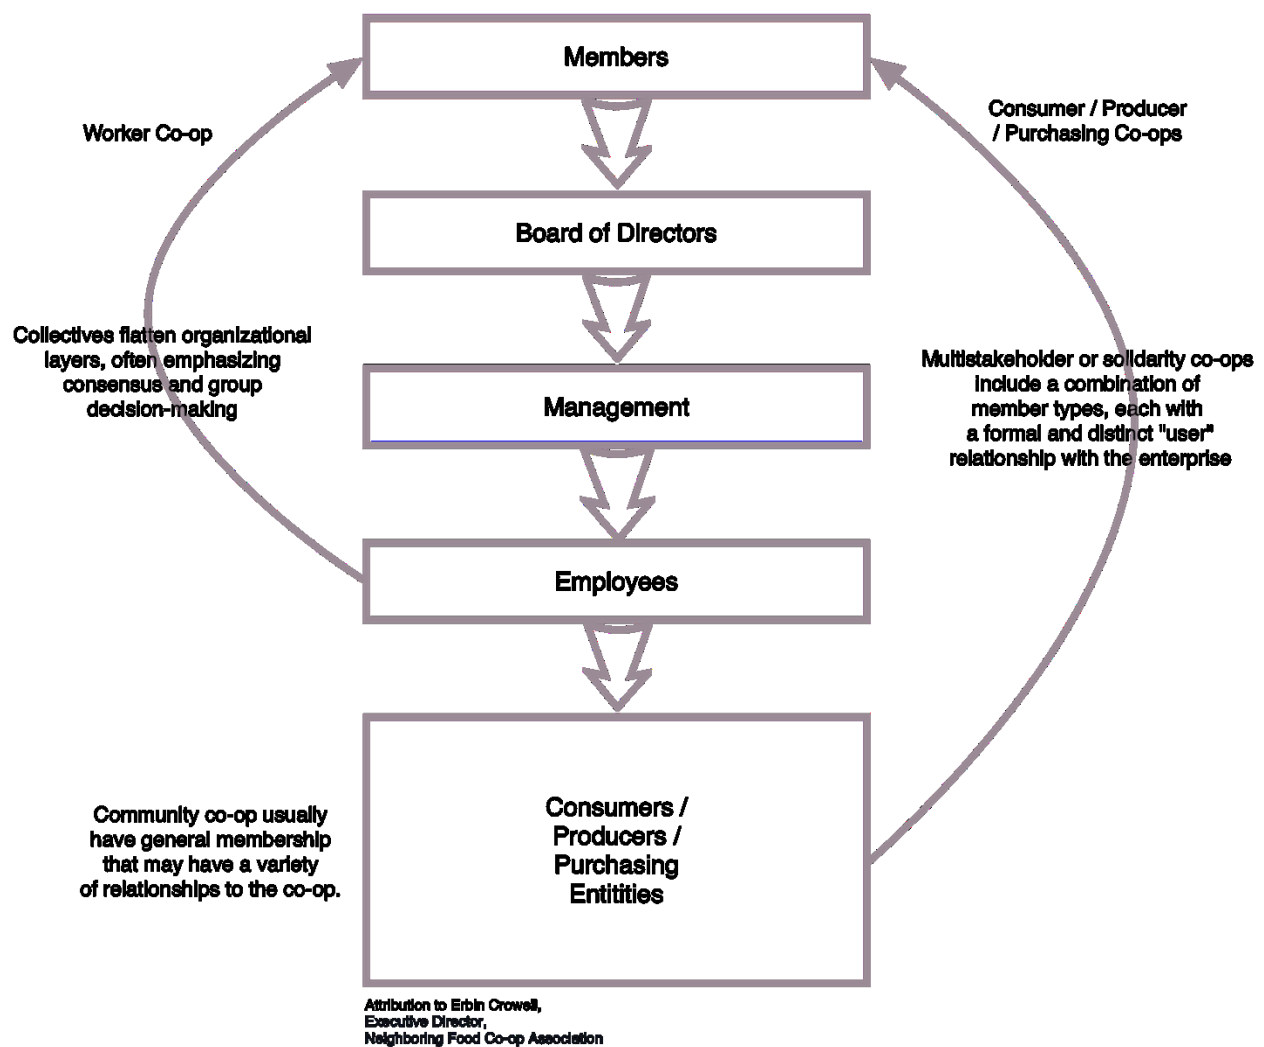 Members
Worker Co-op
Consumer / Producer
/ Purchasing Co-ops
Board of Directors
Collectives flatten organizational
layers, often emphasizing
consensus and group
decision-making
Multistakeholder or solidarity co-ops
include a combination of
member types, each with
a formal and distinct "user"
relationship with the enterprise
Management
Employees
Community co-op usually
have general membership
that may have a variety
of relationships to the co-op.
Consumers /
Producers /
Purchasing
Entitities
Attribution to Erbin Crowell,
Executive Director,
Neighboring Food Co-op Association